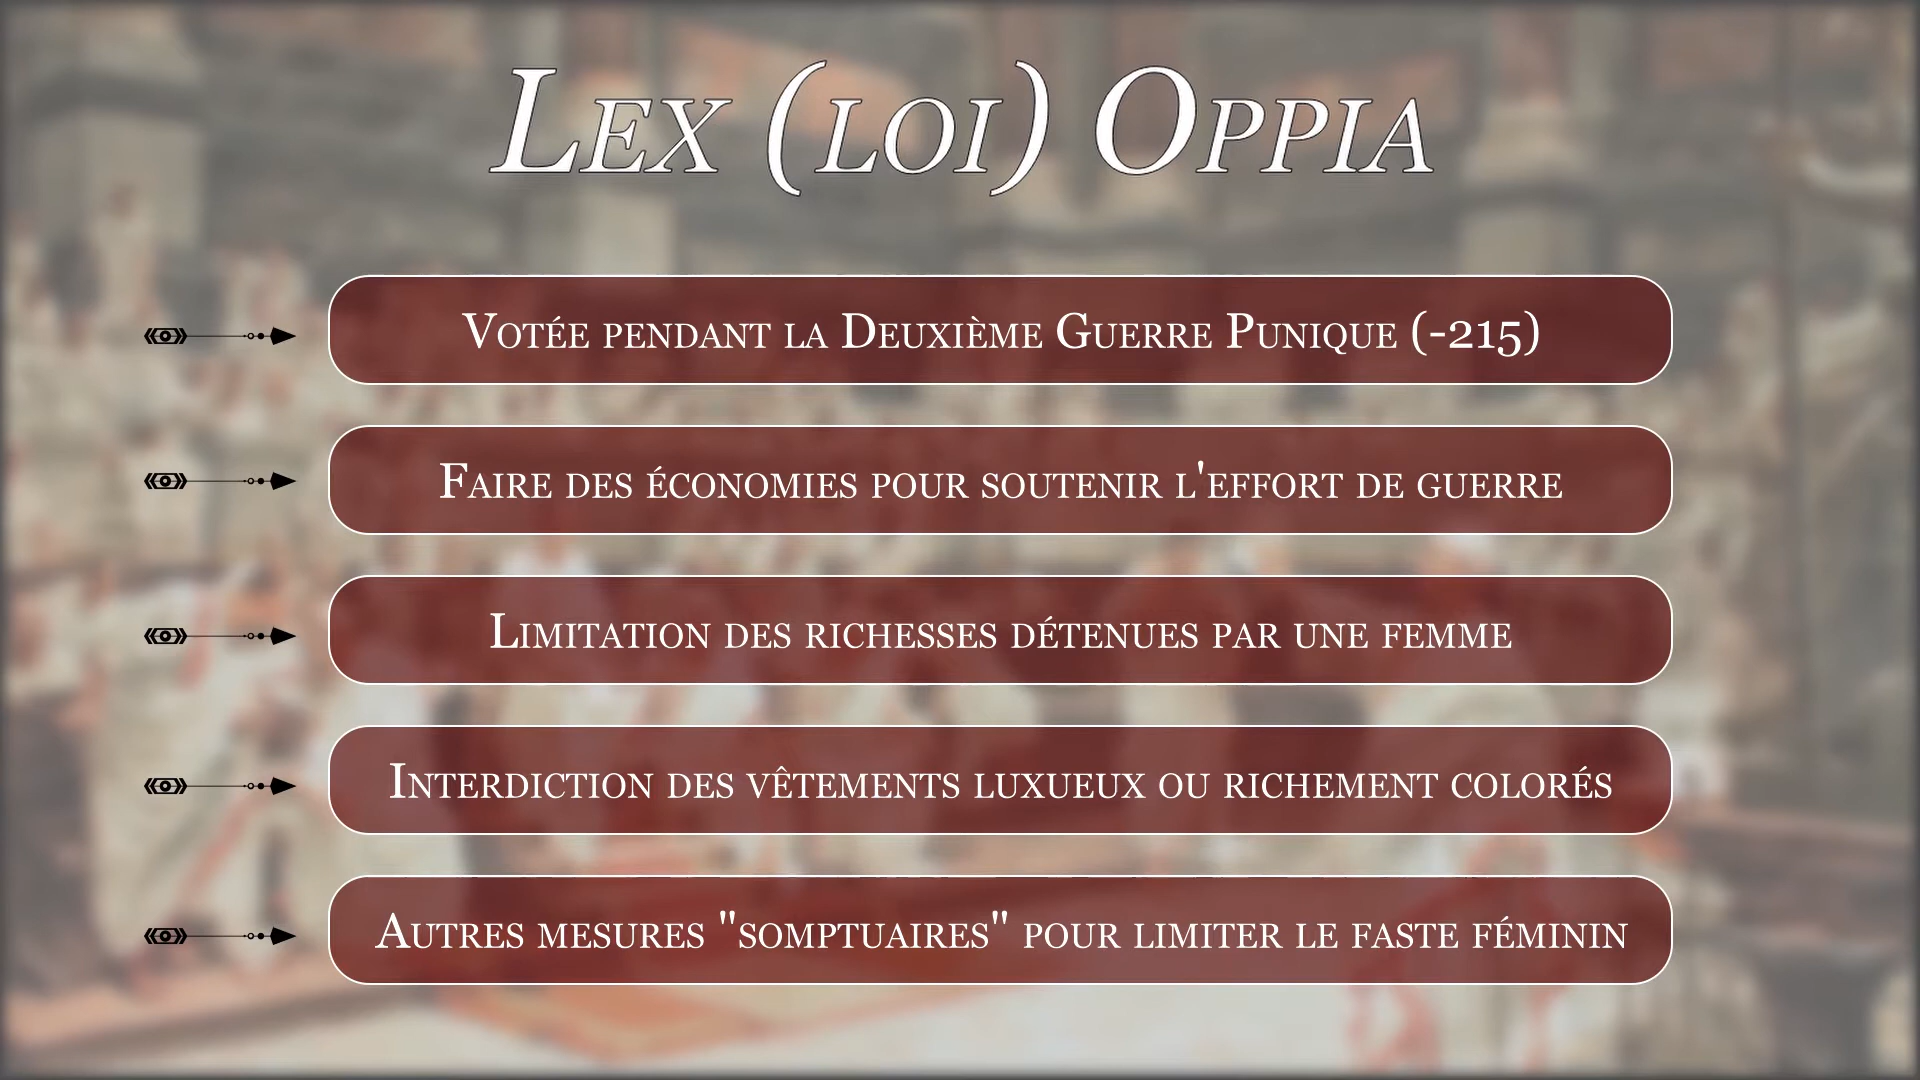 Lex (loi) Oppia
Votée pendant la Deuxième Guerre Punique (-215)
Faire des économies pour soutenir l'effort de guerre
Limitation des richesses détenues par une femme
Interdiction des vêtements luxueux ou richement colorés
Autres mesures "somptuaires" pour limiter le faste féminin